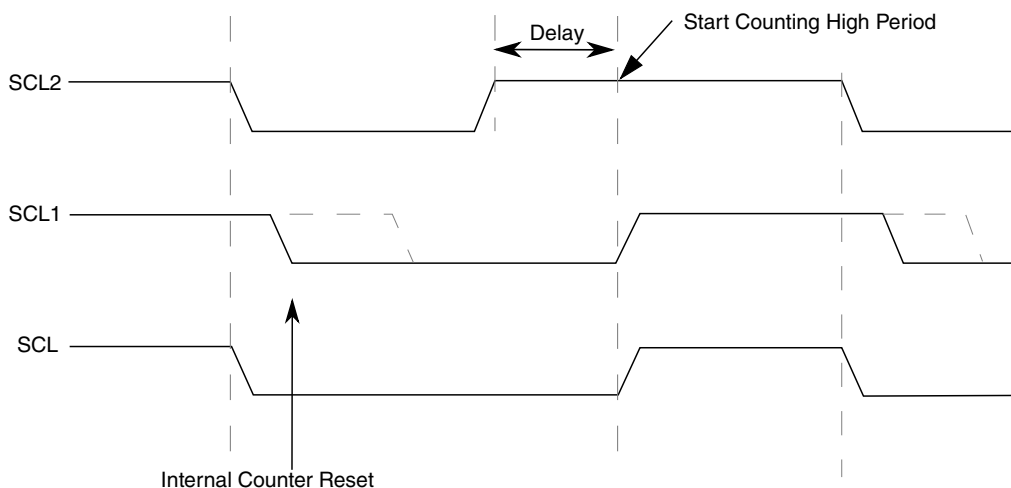 Start Counting High Period
Delay
SCL2
SCL1
SCL
Internal Counter Reset